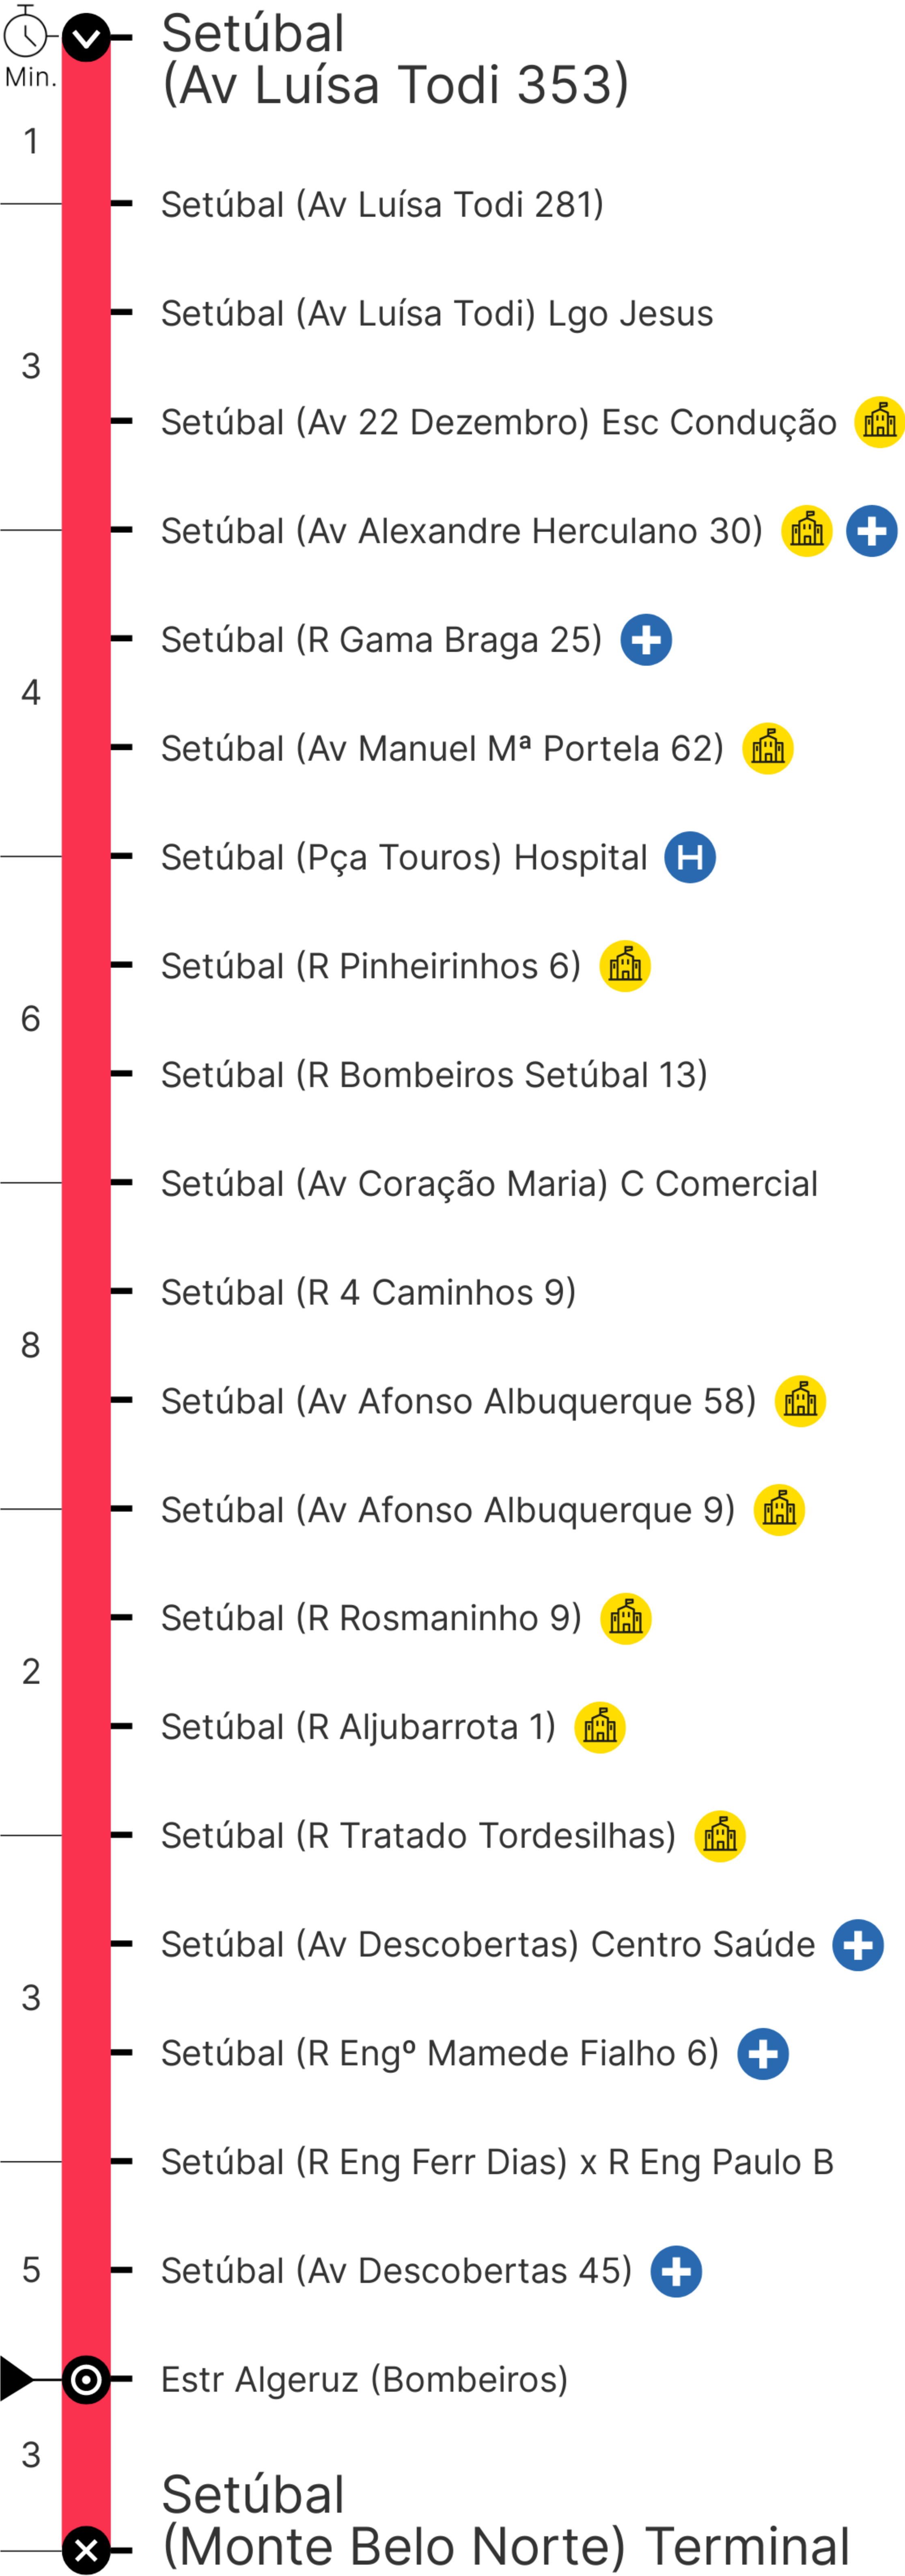 Min.
Setúbal
(Av Luísa Todi 353)
1
Setúbal (Av Luísa Todi 281)
Setúbal (Av Luísa Todi) Lgo Jesus
3
Setúbal (Av 22 Dezembro) Esc Condução
Setúbal (Av Alexandre Herculano 30)
Setúbal (R Gama Braga 25)
4
Setúbal (Av Manuel Mª Portela 62)
Setúbal (Pça Touros) Hospital H
Setúbal (R Pinheirinhos 6)
6
Setúbal (R Bombeiros Setúbal 13)
Setúbal (Av Coração Maria) C Comercial
Setúbal (R 4 Caminhos 9)
8
Setúbal (Av Afonso Albuquerque 58)
Setúbal (Av Afonso Albuquerque 9)
Setúbal (R Rosmaninho 9)
2
Setúbal (R Aljubarrota 1)
Setúbal (R Tratado Tordesilhas)
Setúbal (Av Descobertas) Centro Saúde
3
Setúbal (R Engº Mamede Fialho 6)
Setúbal (R Eng Ferr Dias) x R Eng Paulo B
5
Setúbal (Av Descobertas 45)
Estr Algeruz (Bombeiros)
3
Setúbal
(Monte Belo Norte) Terminal